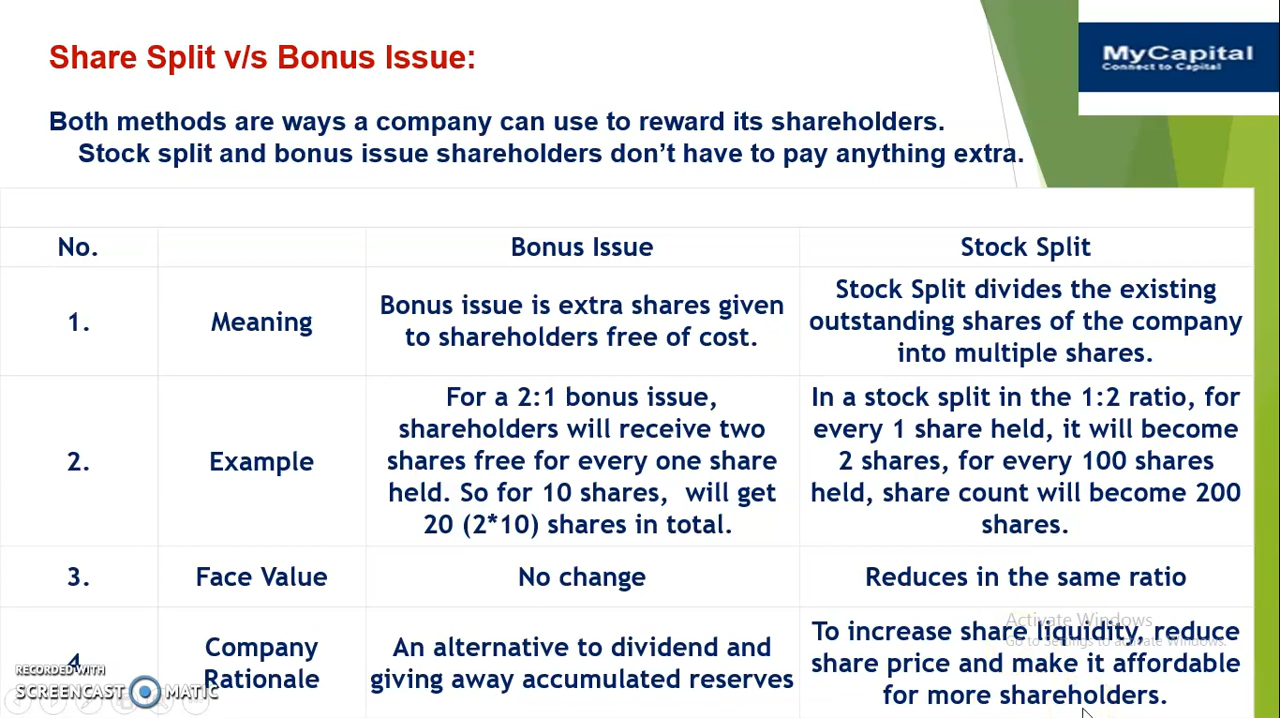 Share Split v/s Bonus Issue:
MyCapital
Connect to Capital
Both methods are ways a company can use to reward its shareholders.
Stock split and bonus issue shareholders don’t have to pay anything extra.
No.
Bonus Issue
Stock Split
1.
Meaning
Bonus issue is extra shares given
to shareholders free of cost.
Stock Split divides the existing
outstanding shares of the company
into multiple shares.
2.
Example
For a 2:1 bonus issue,
shareholders will receive two
shares free for every one share
held. So for 10 shares,  will get
20 (2*10) shares in total.
In a stock split in the 1:2 ratio, for
every 1 share held, it will become
2 shares, for every 100 shares
held, share count will become 200
shares.
3.
Face Value
No change
Reduces in the same ratio
4.
Company
Rationale
An alternative to dividend and
giving away accumulated reserves
To increase share liquidity, reduce
share price and make it affordable
for more shareholders.
Activate Windows
Go to Settings to activate Windows.
RECORDED WITH
SCREENCAST MATIC